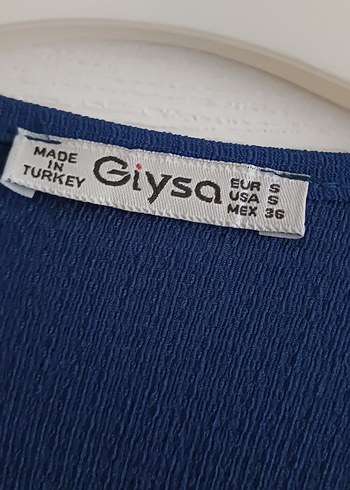 MADE
IN
TURKEY
Giysa
EUR S
USA S
MEX 36